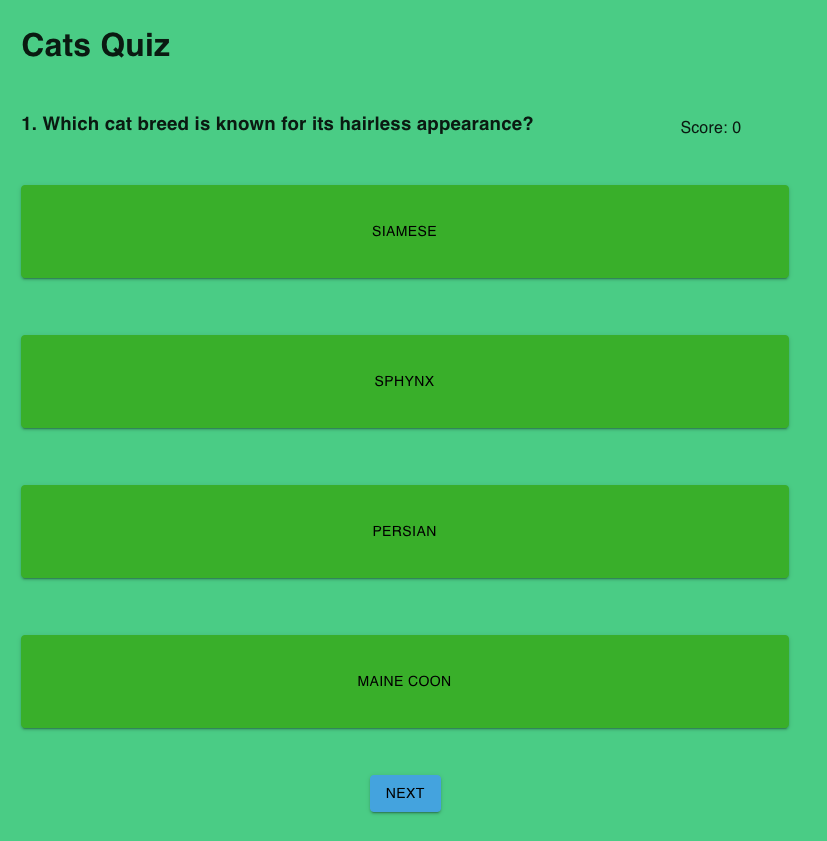 Cats Quiz
1. Which cat breed is known for its hairless appearance?
Score: 0
SIAMESE
SPHYNX
PERSIAN
MAINE COON
NEXT